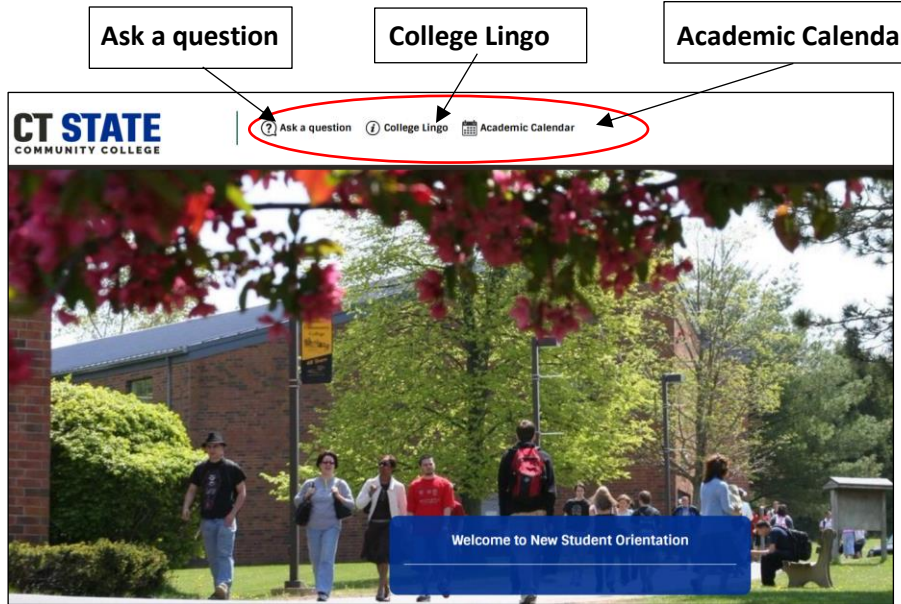 Ask a question
College Lingo
Academic Calenda
CT STATE
COMMUNITY COLLEGE
Ask a question
College Lingo
Academic Calendar
Welcome to New Student Orientation